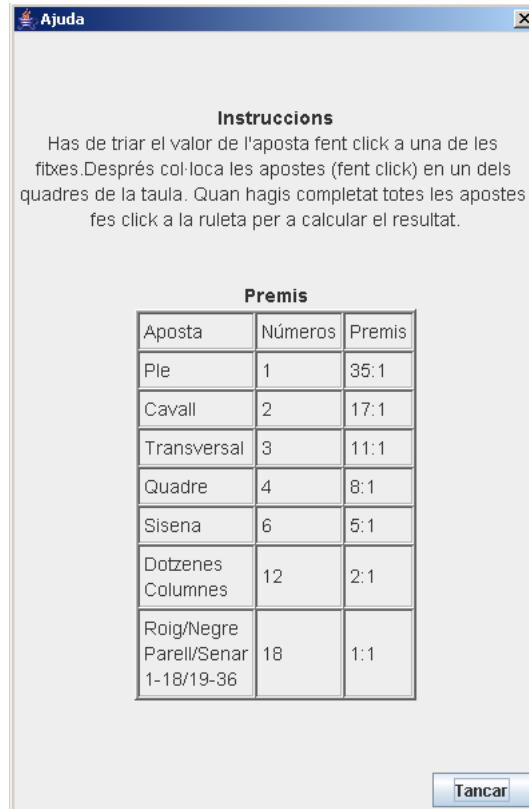 Ajuda
Instruccions
Has de triar el valor de l'aposta fent click a una de les
fitxes.Després col·loca les apostes (fent click) en un dels
quadres de la taula. Quan hagis completat totes les apostes
fes click a la ruleta per a calcular el resultat.
Premis
Aposta Números Premis
Ple 1 35:1
Cavall 2 17:1
Transversal 3 11:1
Quadre 4 8:1
Sisena 6 5:1
Dotzenes
Columnes 12 2:1
Roig/Negre
Parell/Senar 18 1:1
1-18/19-36
Tancar